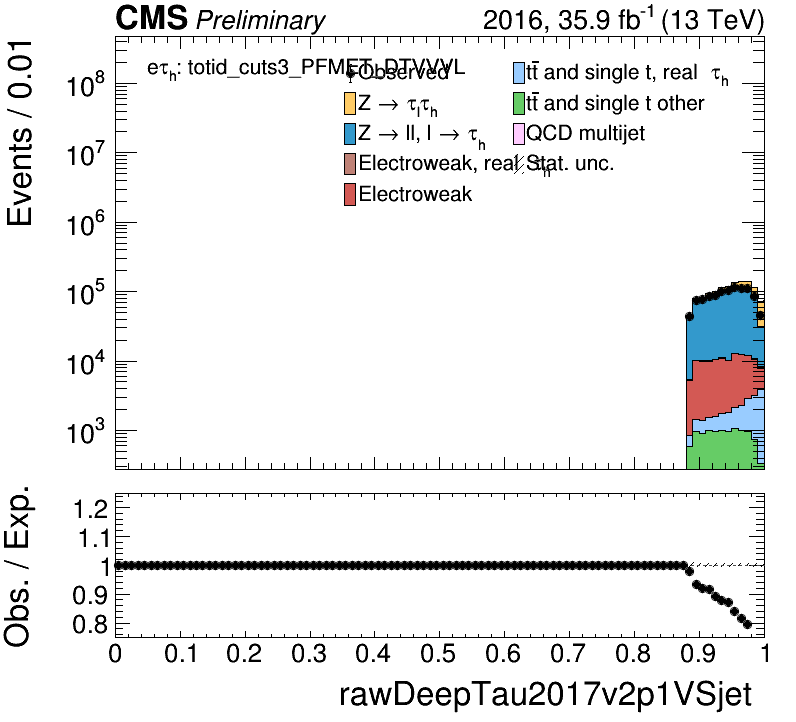 CMS Preliminary 2016, 35.9 fb⁻¹ (13 TeV)
Events / 0.01
10⁸
10⁷
10⁶
10⁵
10⁴
10³
eτₕ: totid_cuts3_PFMET_DTVVVL
Observed
Z → τₗτₕ
Z → ll, l → τₕ
Electroweak, real τₕ
Electroweak
tt̄ and single t, real τₕ
tt̄ and single t other
QCD multijet
Stat. unc.
Obs. / Exp.
1.2
1.1
1
0.9
0.8
0 0.1 0.2 0.3 0.4 0.5 0.6 0.7 0.8 0.9 1
rawDeepTau2017v2p1VSjet